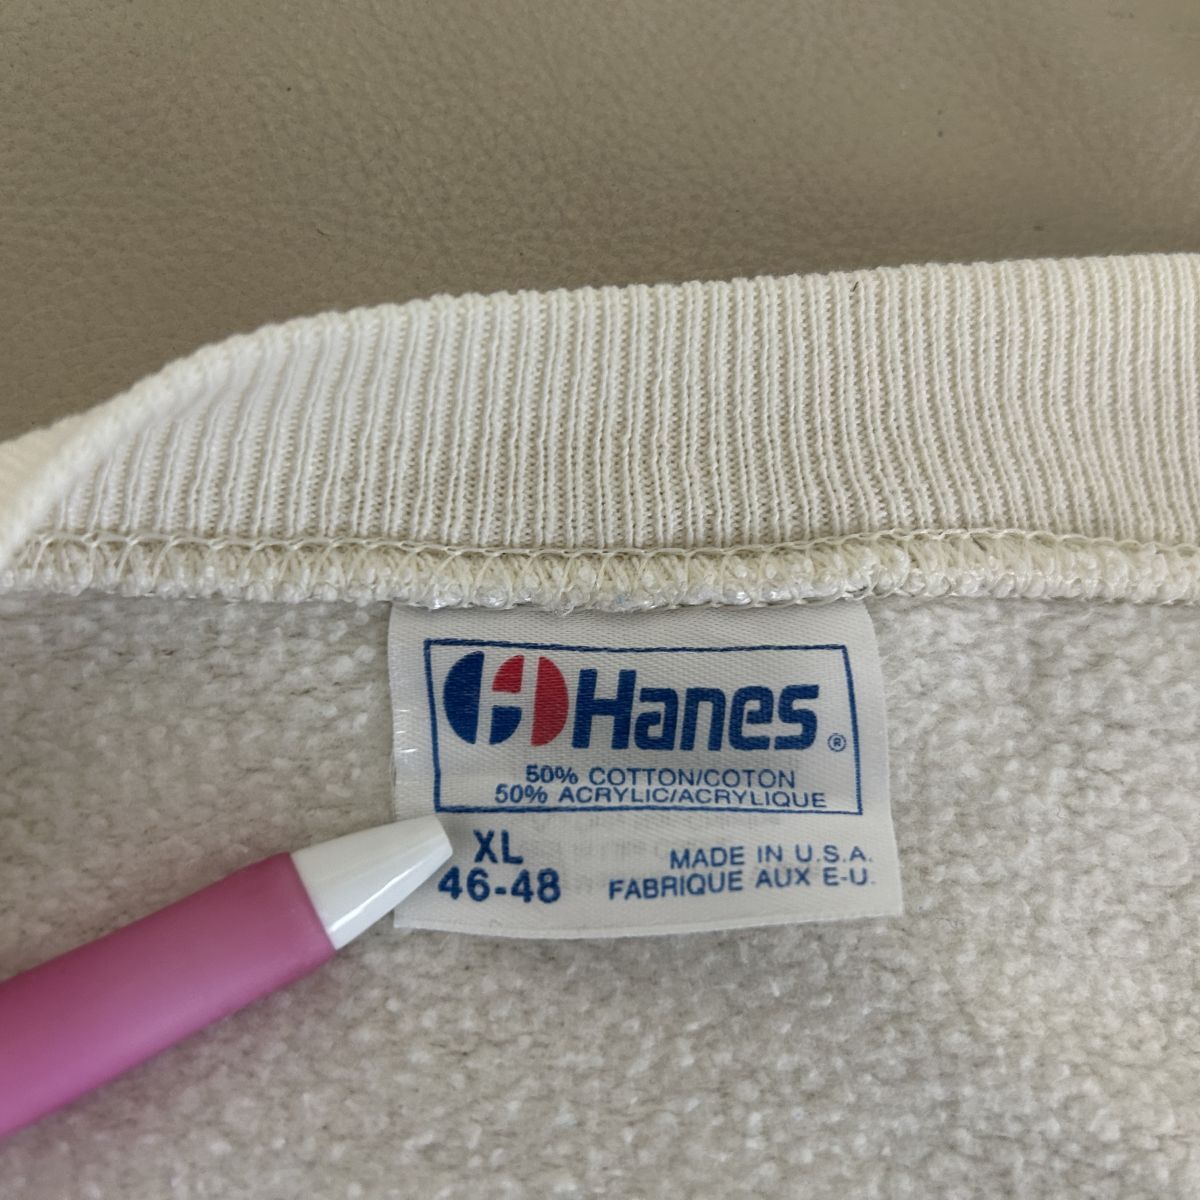 Hanes®
50% COTTON/COTON
50% ACRYLIC/ACRYLIQUE
XL
46-48
MADE IN U.S.A.
FABRIQUE AUX E-U.